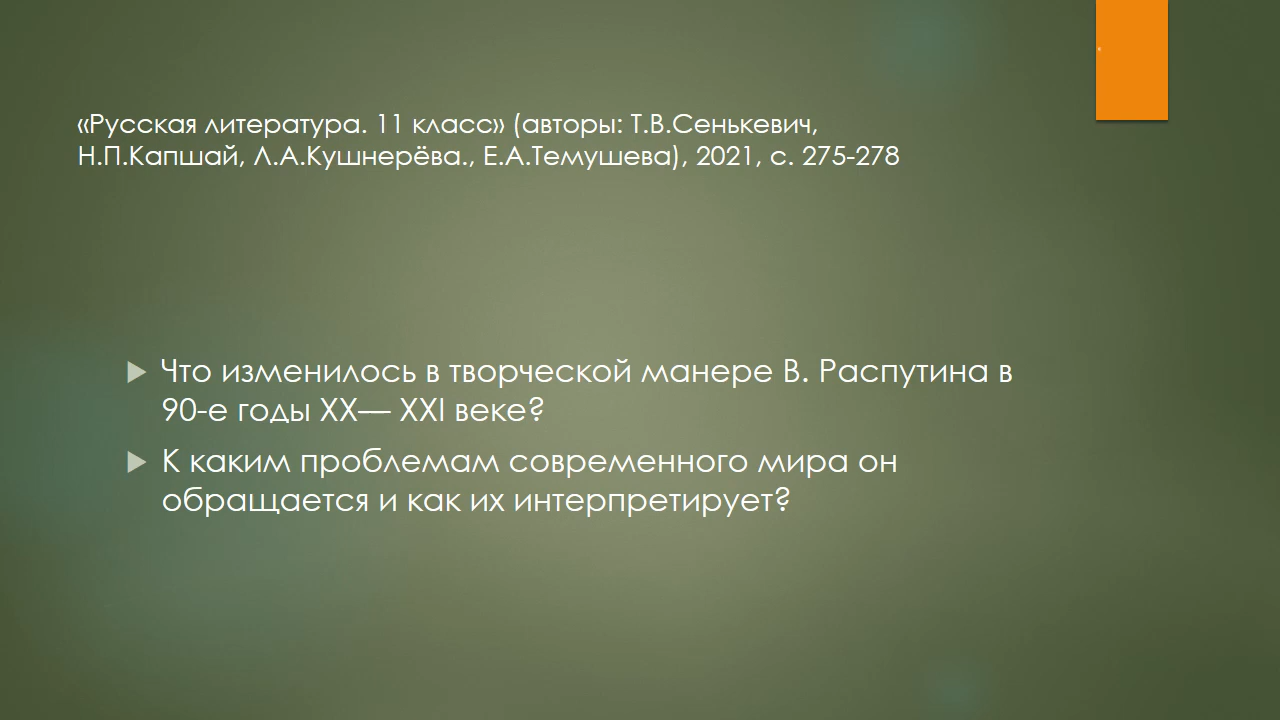 «Русская литература. 11 класс» (авторы: Т.В.Сенькевич,
Н.П.Капшай, Л.А.Кушнерёва., Е.А.Темушева), 2021, с. 275-278
Что изменилось в творческой манере В. Распутина в
90-е годы XX— XXI веке?
К каким проблемам современного мира он
обращается и как их интерпретирует?